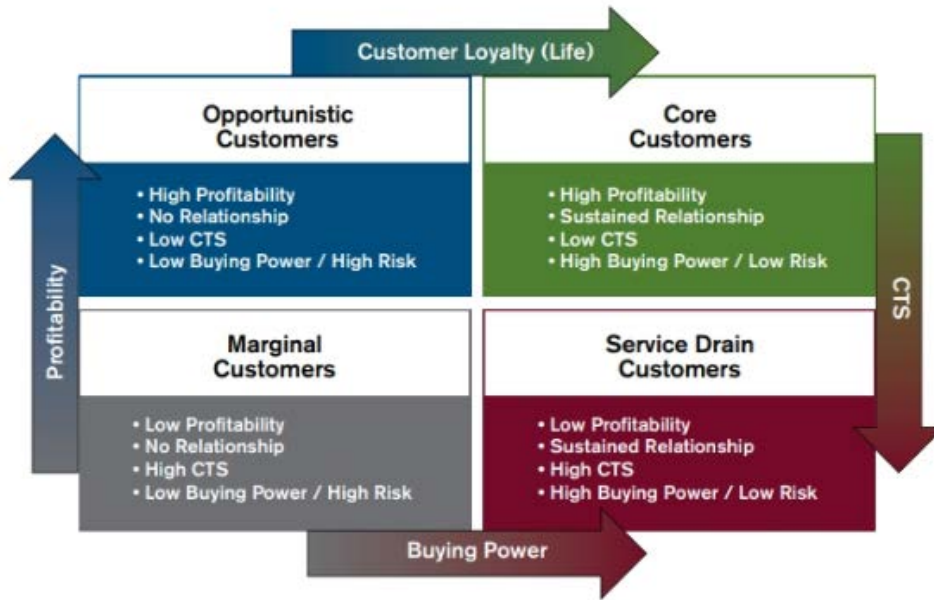 Customer Loyalty (Life)
Opportunistic
Customers
• High Profitability
• No Relationship
• Low CTS
• Low Buying Power / High Risk
Core
Customers
• High Profitability
• Sustained Relationship
• Low CTS
• High Buying Power / Low Risk
Profitability
CTS
Marginal
Customers
• Low Profitability
• No Relationship
• High CTS
• Low Buying Power / High Risk
Service Drain
Customers
• Low Profitability
• Sustained Relationship
• High CTS
• High Buying Power / Low Risk
Buying Power